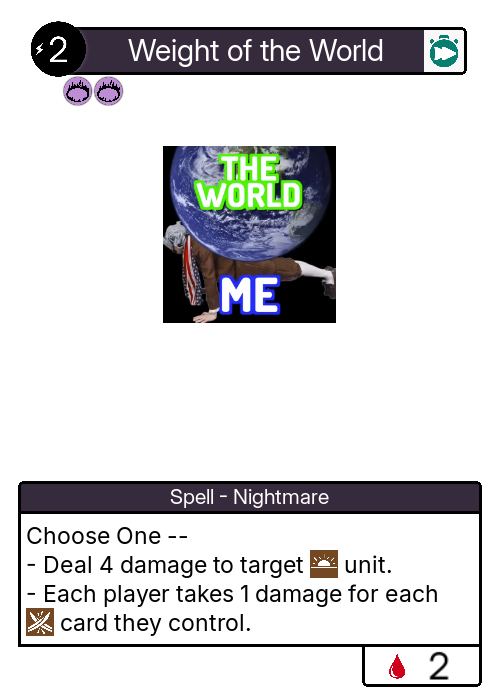 2
Weight of the World
THE
WORLD
ME
Spell - Nightmare
Choose One --
- Deal 4 damage to target unit.
- Each player takes 1 damage for each
card they control.
2